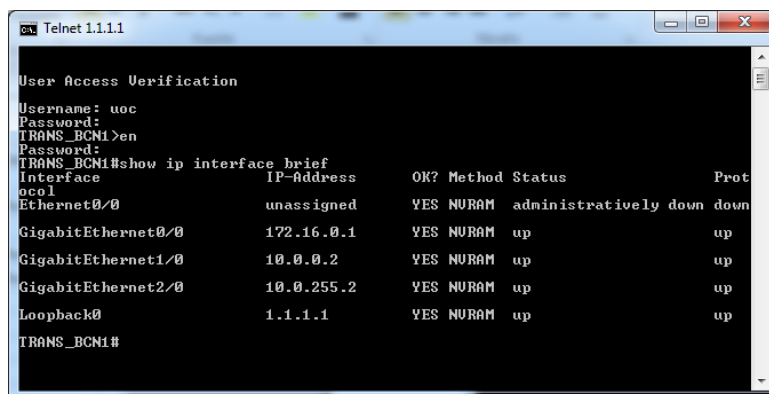 Telnet 1.1.1.1
User Access Verification
Username: uoc
Password:
TRANS_BCN1>en
Password:
TRANS_BCN1#show ip interface brief
Interface IP-Address OK? Method Status Prot
ocol
Ethernet0/0 unassigned YES NVRAM administratively down down
GigabitEthernet0/0 172.16.0.1 YES NVRAM up up
GigabitEthernet1/0 10.0.0.2 YES NVRAM up up
GigabitEthernet2/0 10.0.255.2 YES NVRAM up up
Loopback0 1.1.1.1 YES NVRAM up up
TRANS_BCN1#